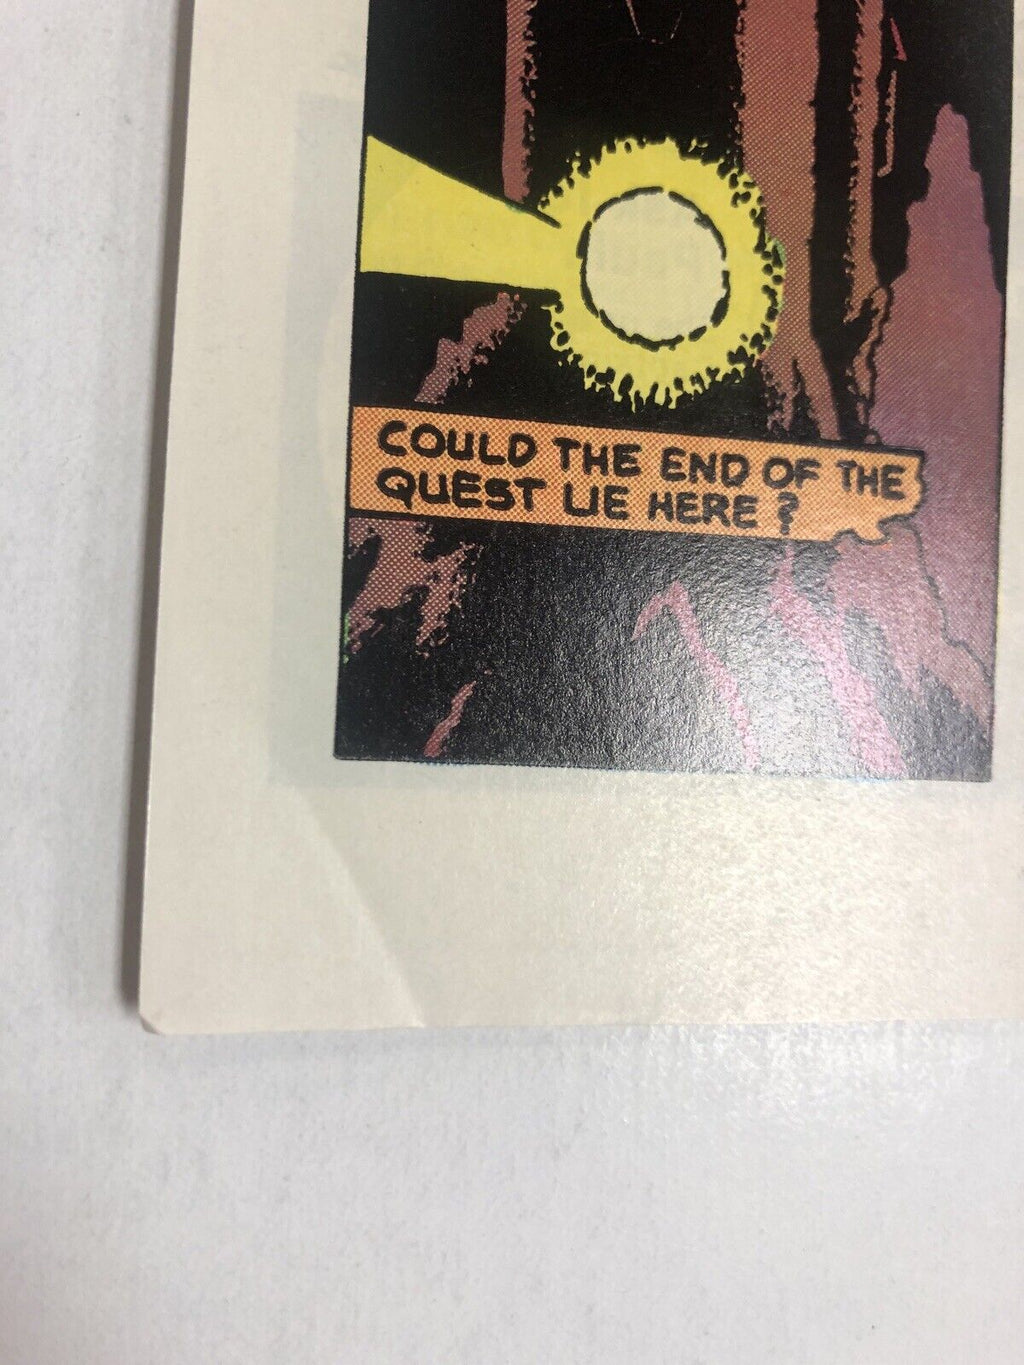 COULD THE END OF THE
QUEST LIE HERE?